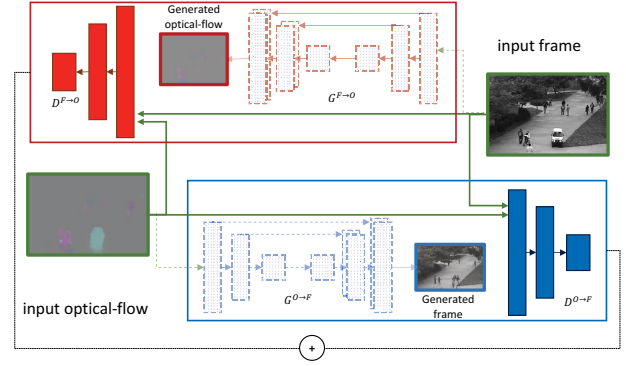 Generated
optical-flow
input frame
D^{F→O}
G^{F→O}
input optical-flow
G^{O→F}
Generated
frame
D^{O→F}
+